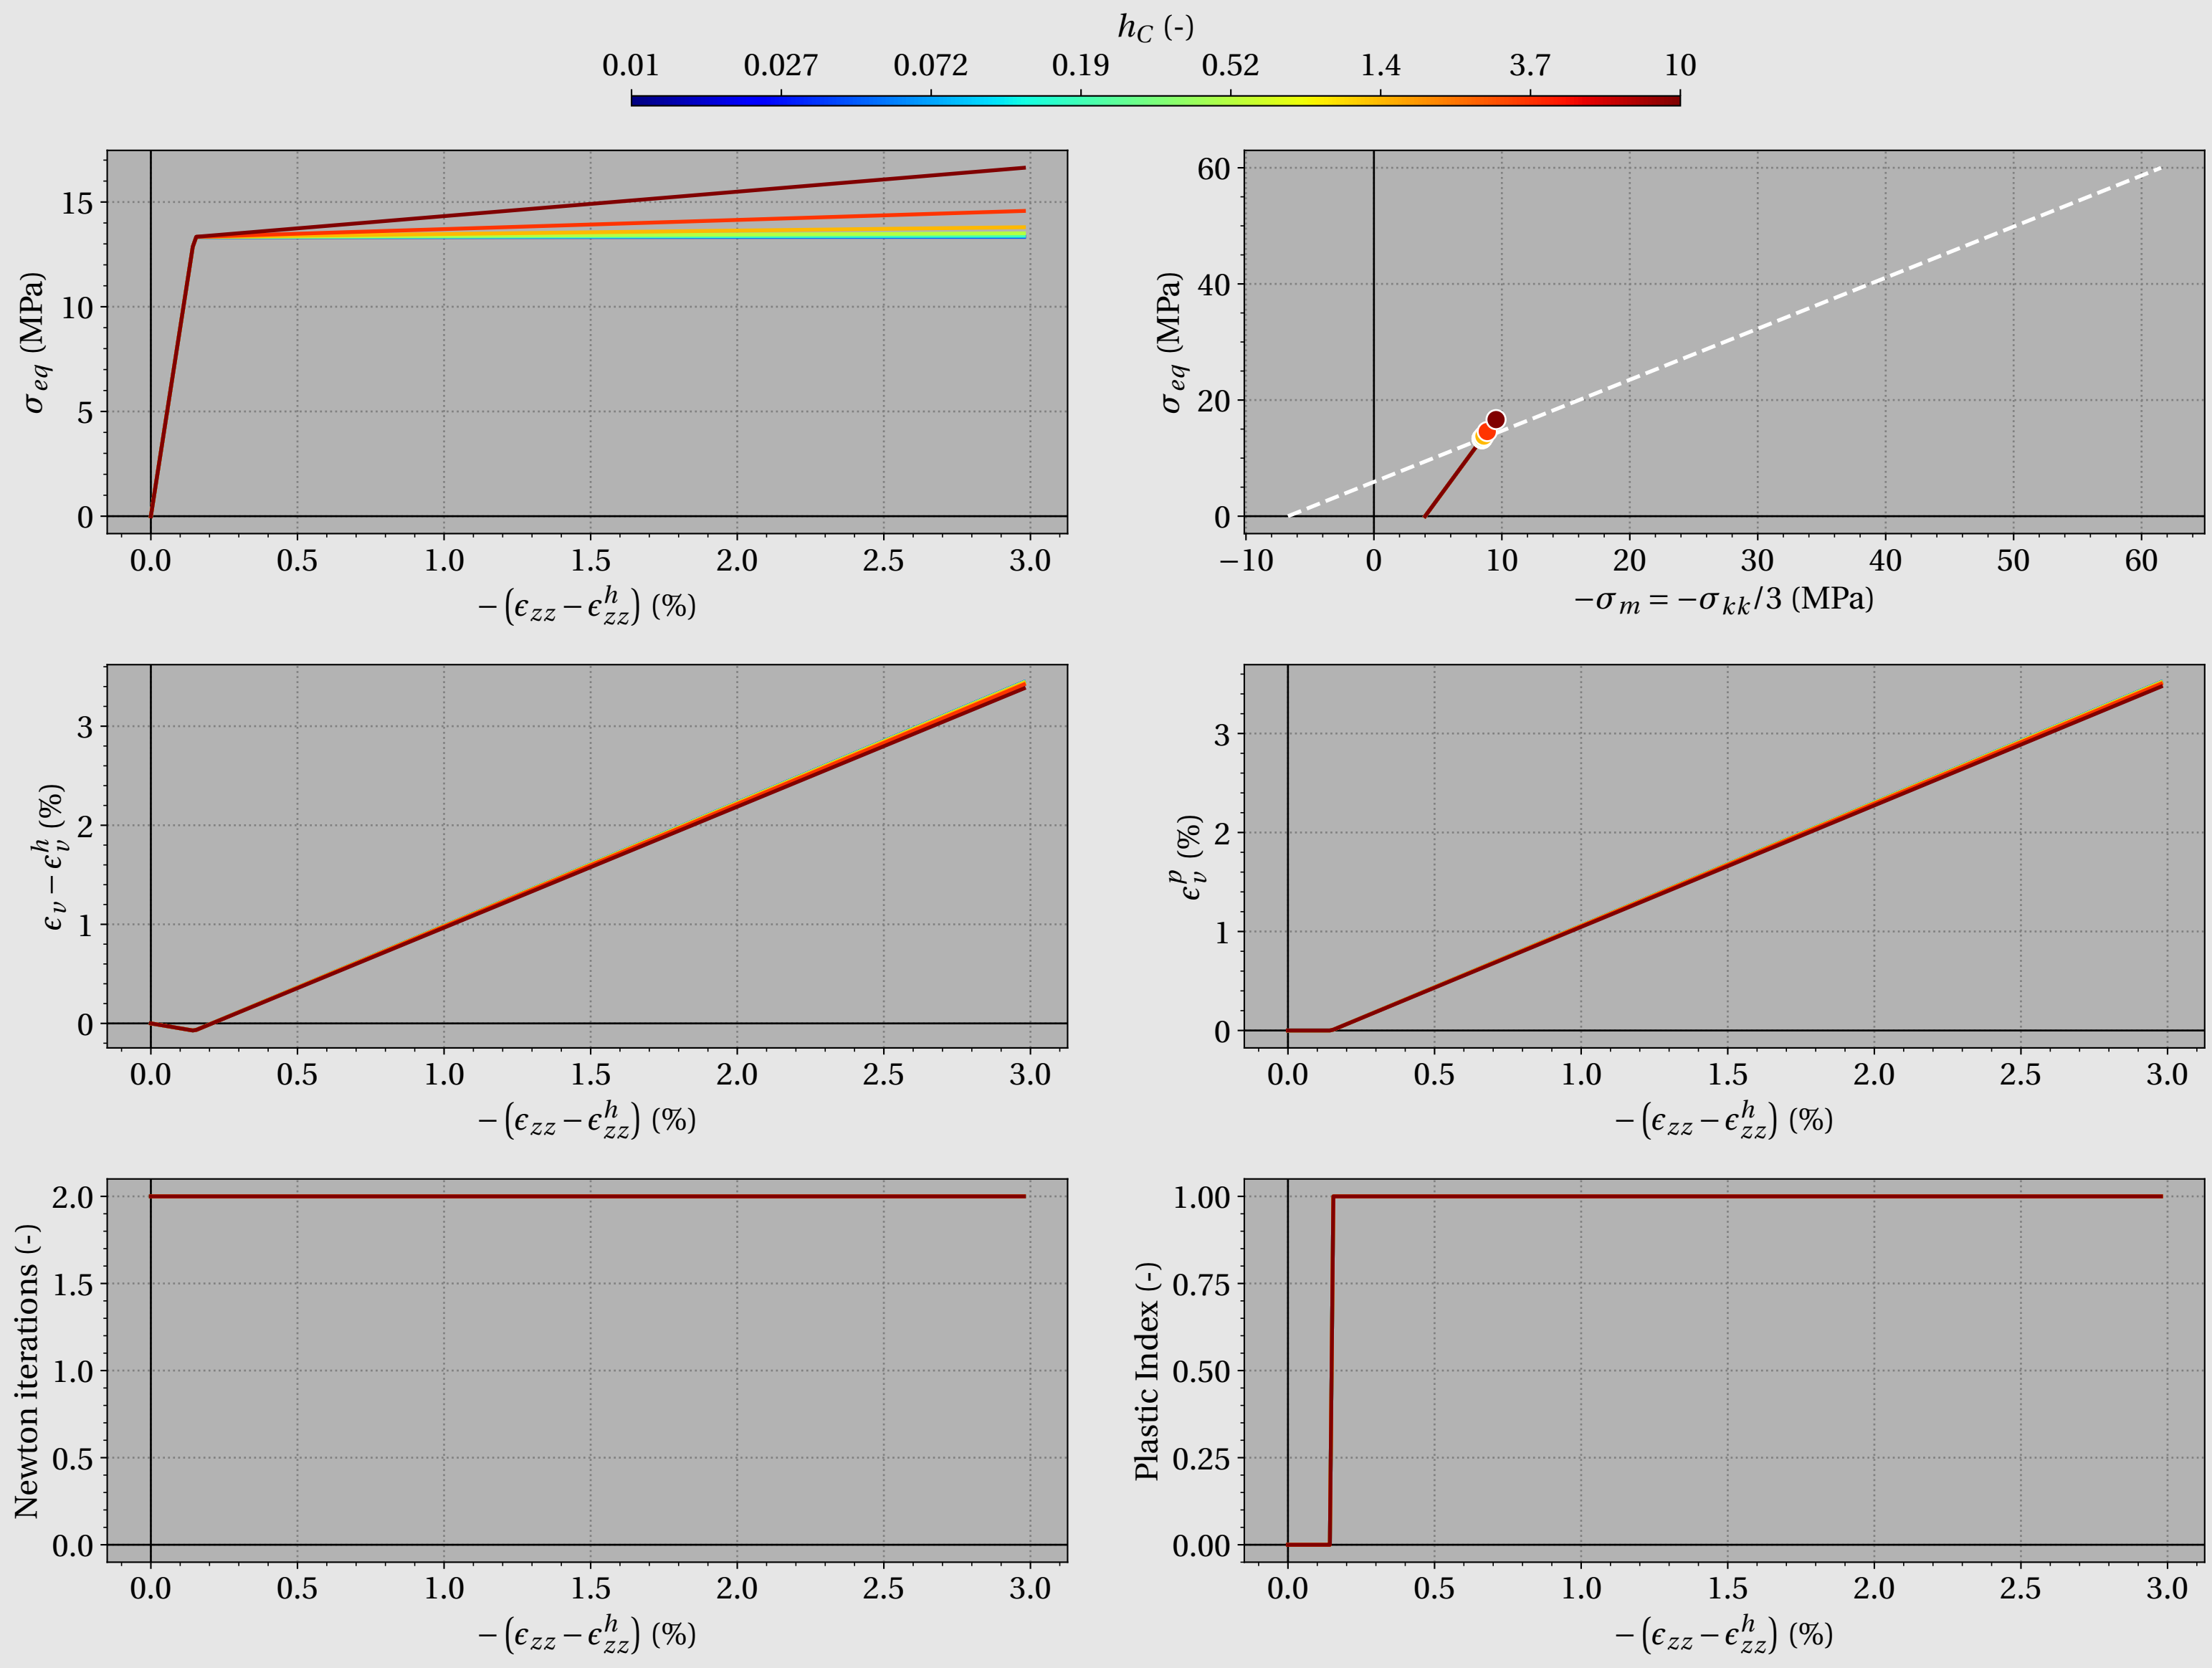 h_C (-)
0.01 0.027 0.072 0.19 0.52 1.4 3.7 10
σ_eq (MPa)
15
10
5
0
0.0 0.5 1.0 1.5 2.0 2.5 3.0
−(ϵ_zz − ϵ^h_zz) (%)
σ_eq (MPa)
60
40
20
0
−10 0 10 20 30 40 50 60
−σ_m = −σ_kk/3 (MPa)
ϵ_v − ϵ^h_v (%)
3
2
1
0
0.0 0.5 1.0 1.5 2.0 2.5 3.0
−(ϵ_zz − ϵ^h_zz) (%)
ϵ^p_v (%)
3
2
1
0
0.0 0.5 1.0 1.5 2.0 2.5 3.0
−(ϵ_zz − ϵ^h_zz) (%)
Newton iterations (-)
2.0
1.5
1.0
0.5
0.0
0.0 0.5 1.0 1.5 2.0 2.5 3.0
−(ϵ_zz − ϵ^h_zz) (%)
Plastic Index (-)
1.00
0.75
0.50
0.25
0.00
0.0 0.5 1.0 1.5 2.0 2.5 3.0
−(ϵ_zz − ϵ^h_zz) (%)